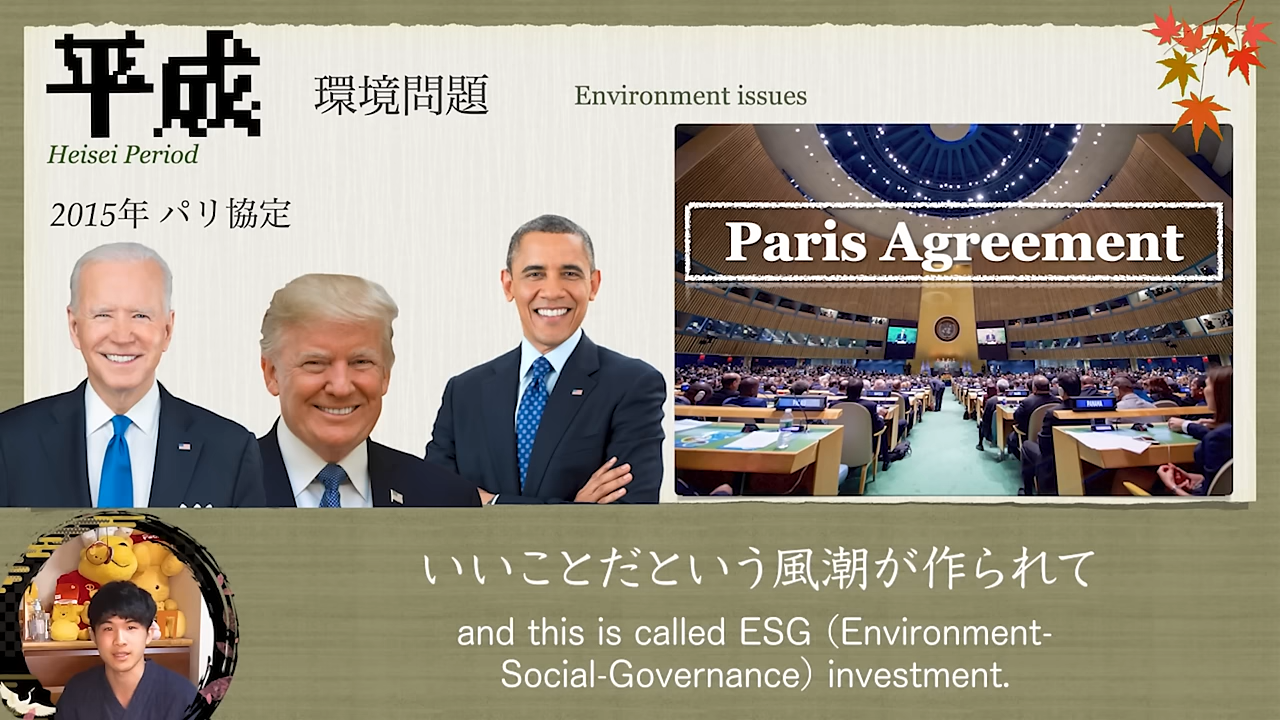 平成
環境問題
Environment issues
Heisei Period
2015年 パリ協定
Paris Agreement
いいことだという風潮が作られて
and this is called ESG (Environment-
Social-Governance) investment.